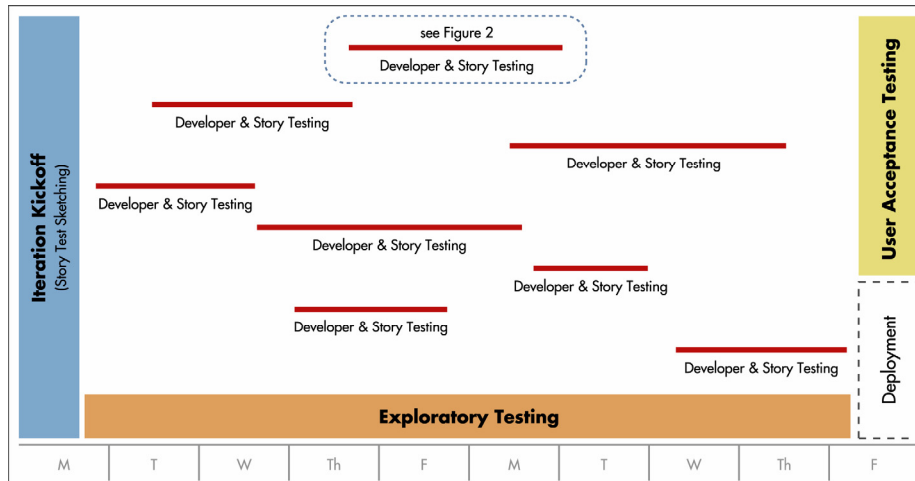 Iteration Kickoff
(Story Test Sketching)
see Figure 2
Developer & Story Testing
Developer & Story Testing
Developer & Story Testing
Developer & Story Testing
Developer & Story Testing
Developer & Story Testing
Developer & Story Testing
Developer & Story Testing
User Acceptance Testing
Deployment
Exploratory Testing
M T W Th F M T W Th F